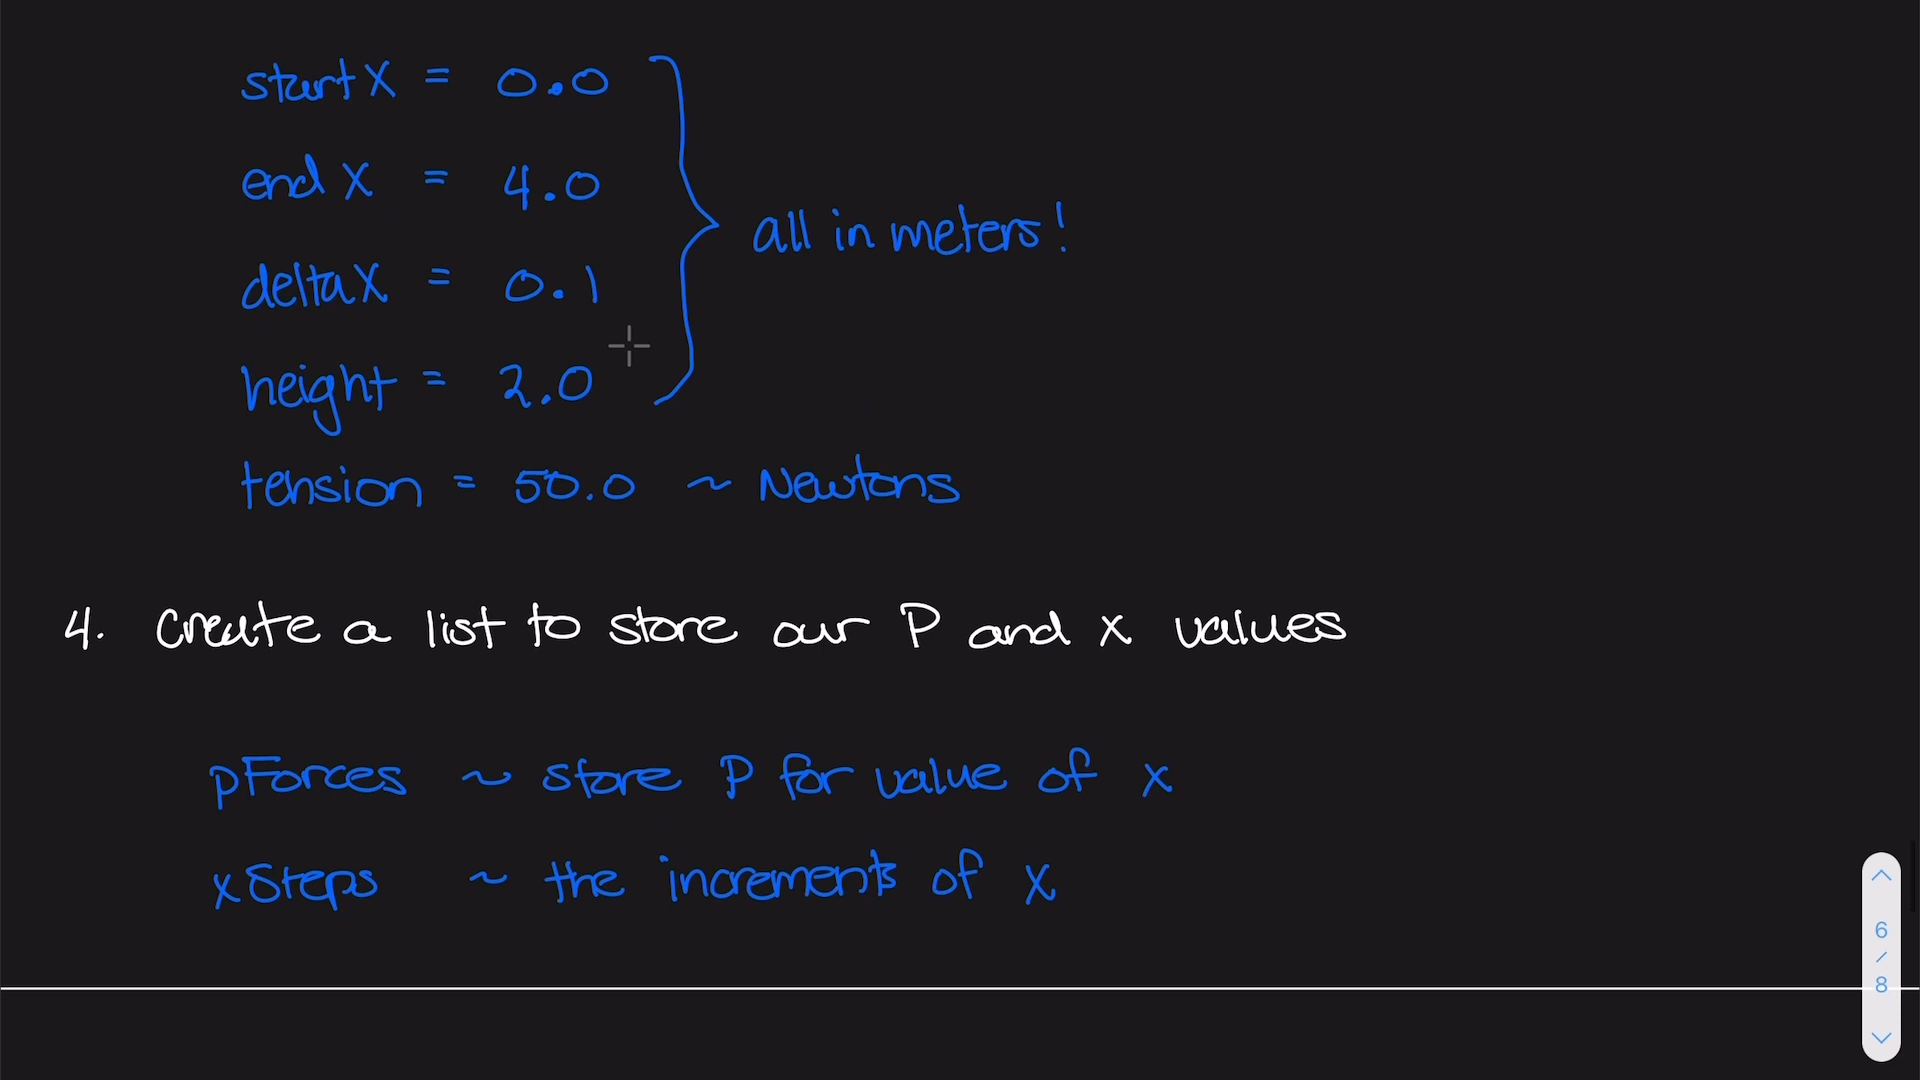 startX = 0.0
endX = 4.0
deltaX = 0.1
height = 2.0
all in meters!
tension = 50.0 ~ Newtons
4. Create a list to store our P and x values
pForces ~ store P for value of x
xSteps ~ the increments of x
6
/
8